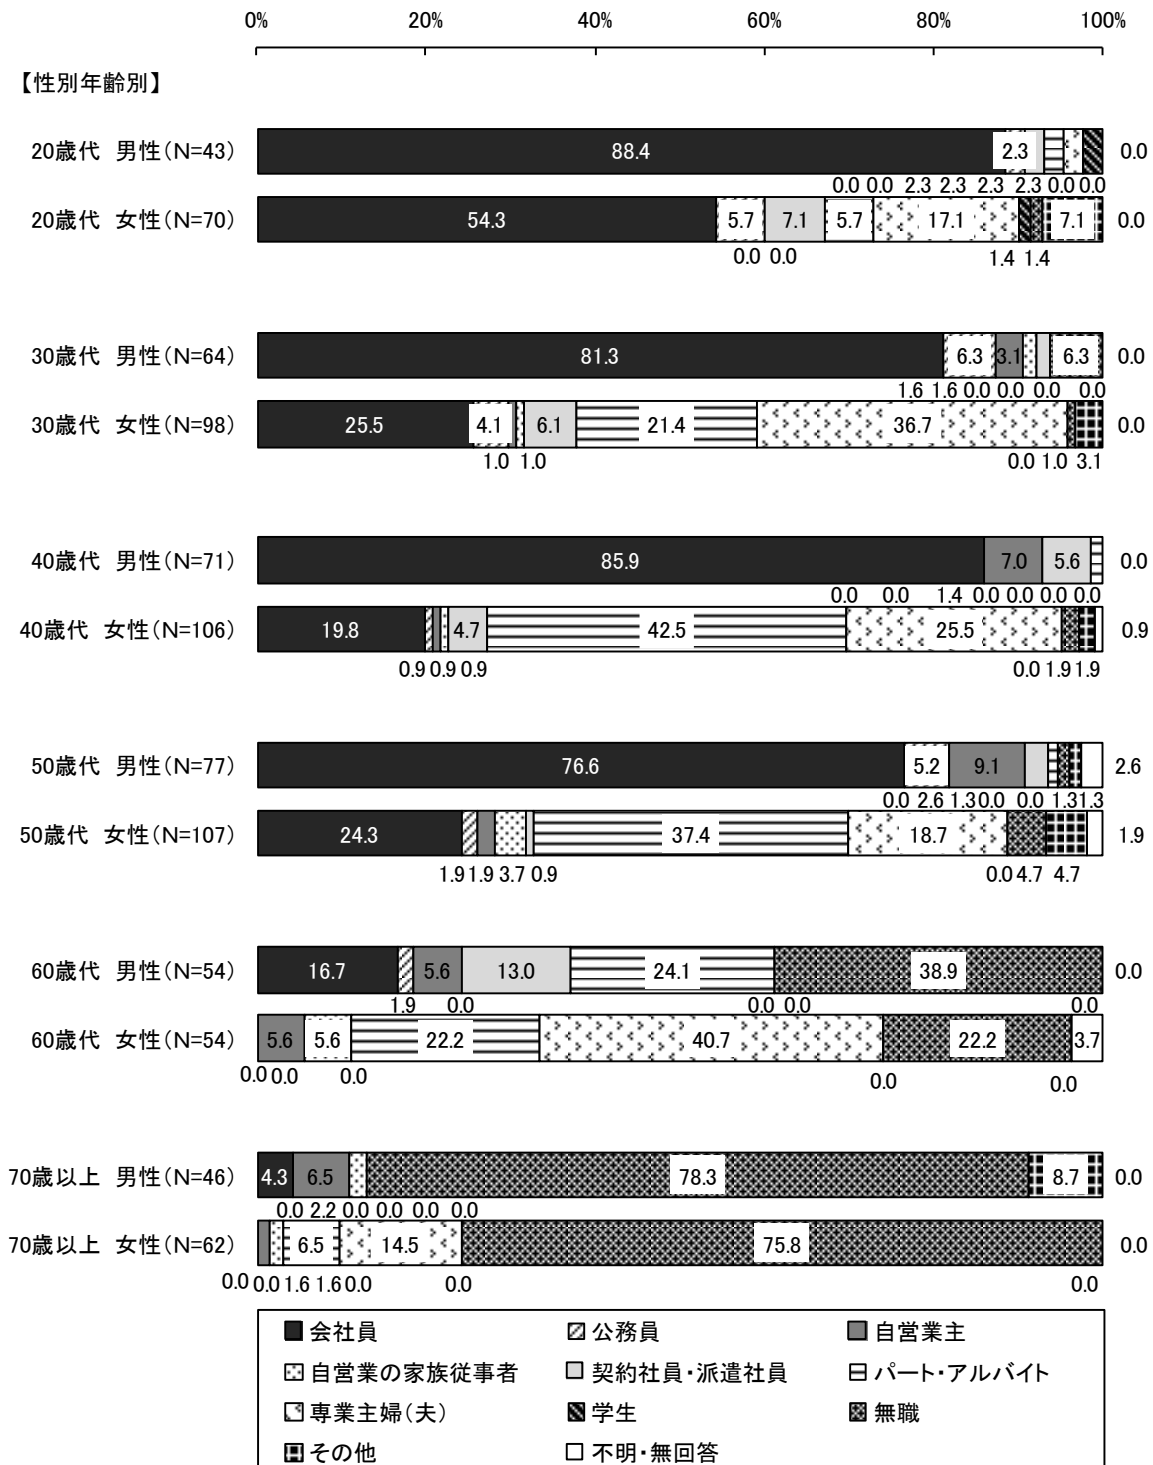 0% 20% 40% 60% 80% 100%
【性別年齢別】
20歳代 男性(N=43) 88.4 2.3 0.0
0.0 0.0 2.3 2.3 2.3 2.3 0.0 0.0
20歳代 女性(N=70) 54.3 5.7 7.1 5.7 17.1 7.1 0.0
0.0 0.0 1.4 1.4
30歳代 男性(N=64) 81.3 6.3 3.1 6.3 0.0
1.6 1.6 0.0 0.0 0.0 0.0
30歳代 女性(N=98) 25.5 4.1 6.1 21.4 36.7 0.0
1.0 1.0 0.0 1.0 3.1
40歳代 男性(N=71) 85.9 7.0 5.6 0.0
0.0 0.0 1.4 0.0 0.0 0.0 0.0
40歳代 女性(N=106) 19.8 4.7 42.5 25.5 0.9
0.9 0.9 0.9 0.0 1.9 1.9
50歳代 男性(N=77) 76.6 5.2 9.1 2.6
0.0 2.6 1.3 0.0 0.0 1.3 1.3
50歳代 女性(N=107) 24.3 37.4 18.7 1.9
1.9 1.9 3.7 0.9 0.0 4.7 4.7
60歳代 男性(N=54) 16.7 5.6 13.0 24.1 38.9 0.0
1.9 0.0 0.0 0.0 0.0
60歳代 女性(N=54) 5.6 5.6 22.2 40.7 22.2 3.7
0.0 0.0 0.0 0.0 0.0
70歳以上 男性(N=46) 4.3 6.5 78.3 8.7 0.0
0.0 2.2 0.0 0.0 0.0 0.0
70歳以上 女性(N=62) 6.5 14.5 75.8 0.0
0.0 0.0 1.6 1.6 0.0 0.0 0.0
会社員 公務員 自営業主
自営業の家族従事者 契約社員・派遣社員 パート・アルバイト
専業主婦(夫) 学生 無職
その他 不明・無回答